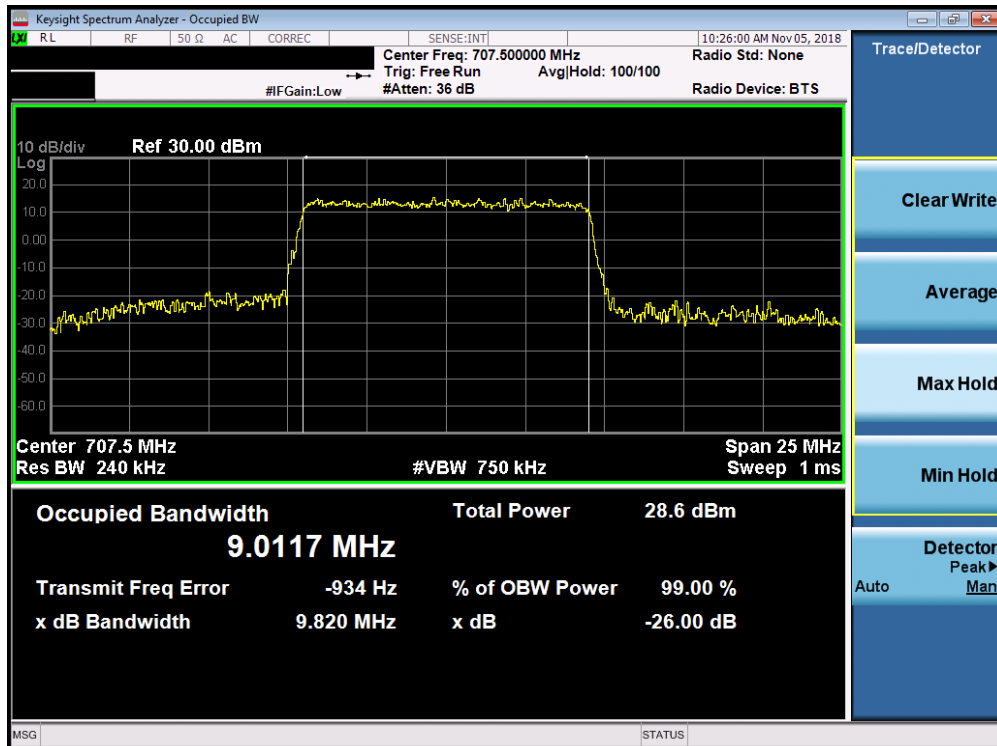 Keysight Spectrum Analyzer - Occupied BW
LXI RL RF 50 Ω AC CORREC SENSE:INT 10:26:00 AM Nov 05, 2018
Center Freq: 707.500000 MHz Radio Std: None
Trig: Free Run Avg|Hold: 100/100
#IFGain:Low #Atten: 36 dB Radio Device: BTS
10 dB/div Ref 30.00 dBm
Log
20.0
10.0
0.00
-10.0
-20.0
-30.0
-40.0
-50.0
-60.0
Center 707.5 MHz Span 25 MHz
Res BW 240 kHz #VBW 750 kHz Sweep 1 ms
Occupied Bandwidth Total Power 28.6 dBm
9.0117 MHz
Transmit Freq Error -934 Hz % of OBW Power 99.00 %
x dB Bandwidth 9.820 MHz x dB -26.00 dB
MSG STATUS
Trace/Detector
Clear Write
Average
Max Hold
Min Hold
Detector
Peak▶
Auto Man